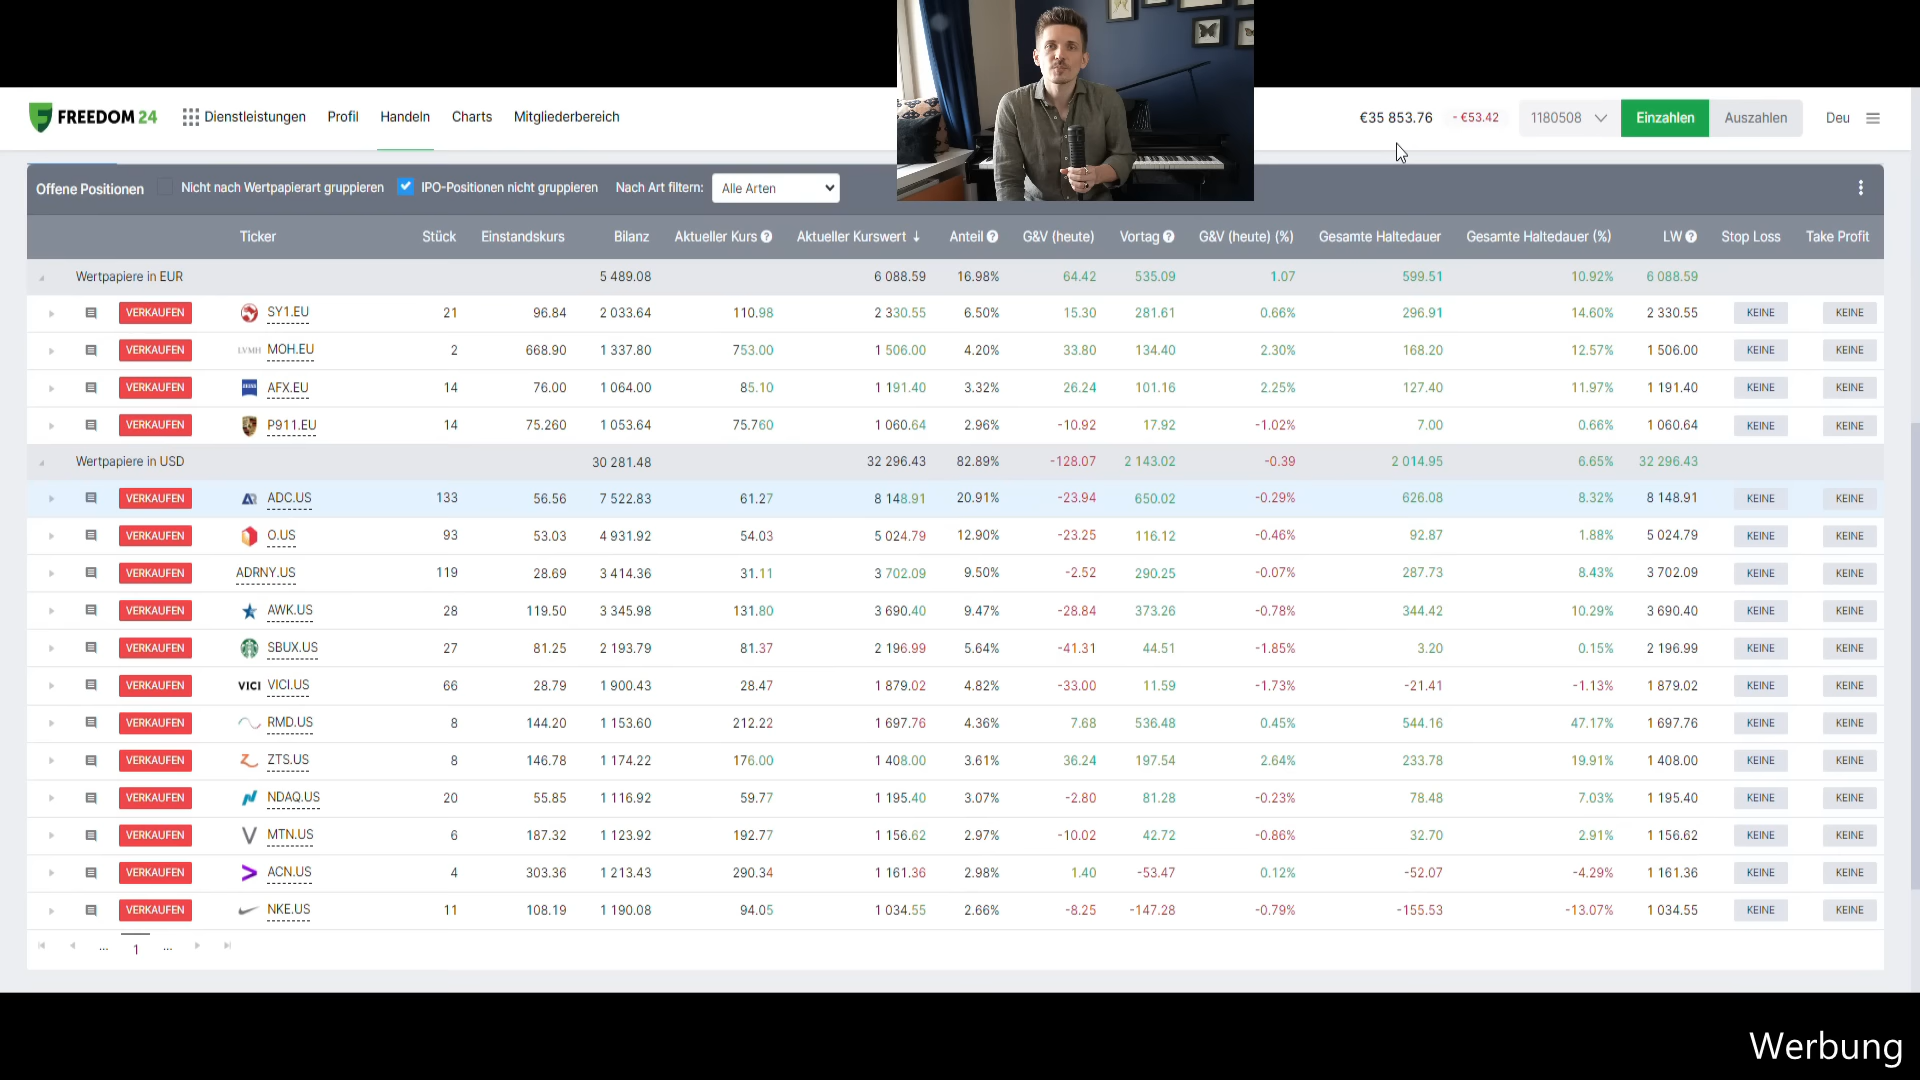 FREEDOM 24 Dienstleistungen Profil Handeln Charts Mitgliederbereich €35 853.76 - €53.42 1180508 Einzahlen Auszahlen Deu
Offene Positionen Nicht nach Wertpapierart gruppieren IPO-Positionen nicht gruppieren Nach Art filtern: Alle Arten
Ticker Stück Einstandskurs Bilanz Aktueller Kurs Aktueller Kurswert ↓ Anteil G&V (heute) Vortag G&V (heute) (%) Gesamte Haltedauer Gesamte Haltedauer (%) LW Stop Loss Take Profit
Wertpapiere in EUR 5 489.08 6 088.59 16.98% 64.42 535.09 1.07 599.51 10.92% 6 088.59
VERKAUFEN SY1.EU 21 96.84 2 033.64 110.98 2 330.55 6.50% 15.30 281.61 0.66% 296.91 14.60% 2 330.55 KEINE KEINE
VERKAUFEN LVMH MOH.EU 2 668.90 1 337.80 753.00 1 506.00 4.20% 33.80 134.40 2.30% 168.20 12.57% 1 506.00 KEINE KEINE
VERKAUFEN AFX.EU 14 76.00 1 064.00 85.10 1 191.40 3.32% 26.24 101.16 2.25% 127.40 11.97% 1 191.40 KEINE KEINE
VERKAUFEN P911.EU 14 75.260 1 053.64 75.760 1 060.64 2.96% -10.92 17.92 -1.02% 7.00 0.66% 1 060.64 KEINE KEINE
Wertpapiere in USD 30 281.48 32 296.43 82.89% -128.07 2 143.02 -0.39 2 014.95 6.65% 32 296.43
VERKAUFEN ADC.US 133 56.56 7 522.83 61.27 8 148.91 20.91% -23.94 650.02 -0.29% 626.08 8.32% 8 148.91 KEINE KEINE
VERKAUFEN O.US 93 53.03 4 931.92 54.03 5 024.79 12.90% -23.25 116.12 -0.46% 92.87 1.88% 5 024.79 KEINE KEINE
VERKAUFEN ADRNY.US 119 28.69 3 414.36 31.11 3 702.09 9.50% -2.52 290.25 -0.07% 287.73 8.43% 3 702.09 KEINE KEINE
VERKAUFEN AWK.US 28 119.50 3 345.98 131.80 3 690.40 9.47% -28.84 373.26 -0.78% 344.42 10.29% 3 690.40 KEINE KEINE
VERKAUFEN SBUX.US 27 81.25 2 193.79 81.37 2 196.99 5.64% -41.31 44.51 -1.85% 3.20 0.15% 2 196.99 KEINE KEINE
VERKAUFEN VICI VICI.US 66 28.79 1 900.43 28.47 1 879.02 4.82% -33.00 11.59 -1.73% -21.41 -1.13% 1 879.02 KEINE KEINE
VERKAUFEN RMD.US 8 144.20 1 153.60 212.22 1 697.76 4.36% 7.68 536.48 0.45% 544.16 47.17% 1 697.76 KEINE KEINE
VERKAUFEN ZTS.US 8 146.78 1 174.22 176.00 1 408.00 3.61% 36.24 197.54 2.64% 233.78 19.91% 1 408.00 KEINE KEINE
VERKAUFEN NDAQ.US 20 55.85 1 116.92 59.77 1 195.40 3.07% -2.80 81.28 -0.23% 78.48 7.03% 1 195.40 KEINE KEINE
VERKAUFEN MTN.US 6 187.32 1 123.92 192.77 1 156.62 2.97% -10.02 42.72 -0.86% 32.70 2.91% 1 156.62 KEINE KEINE
VERKAUFEN ACN.US 4 303.36 1 213.43 290.34 1 161.36 2.98% 1.40 -53.47 0.12% -52.07 -4.29% 1 161.36 KEINE KEINE
VERKAUFEN NKE.US 11 108.19 1 190.08 94.05 1 034.55 2.66% -8.25 -147.28 -0.79% -155.53 -13.07% 1 034.55 KEINE KEINE
... 1 ...
Werbung